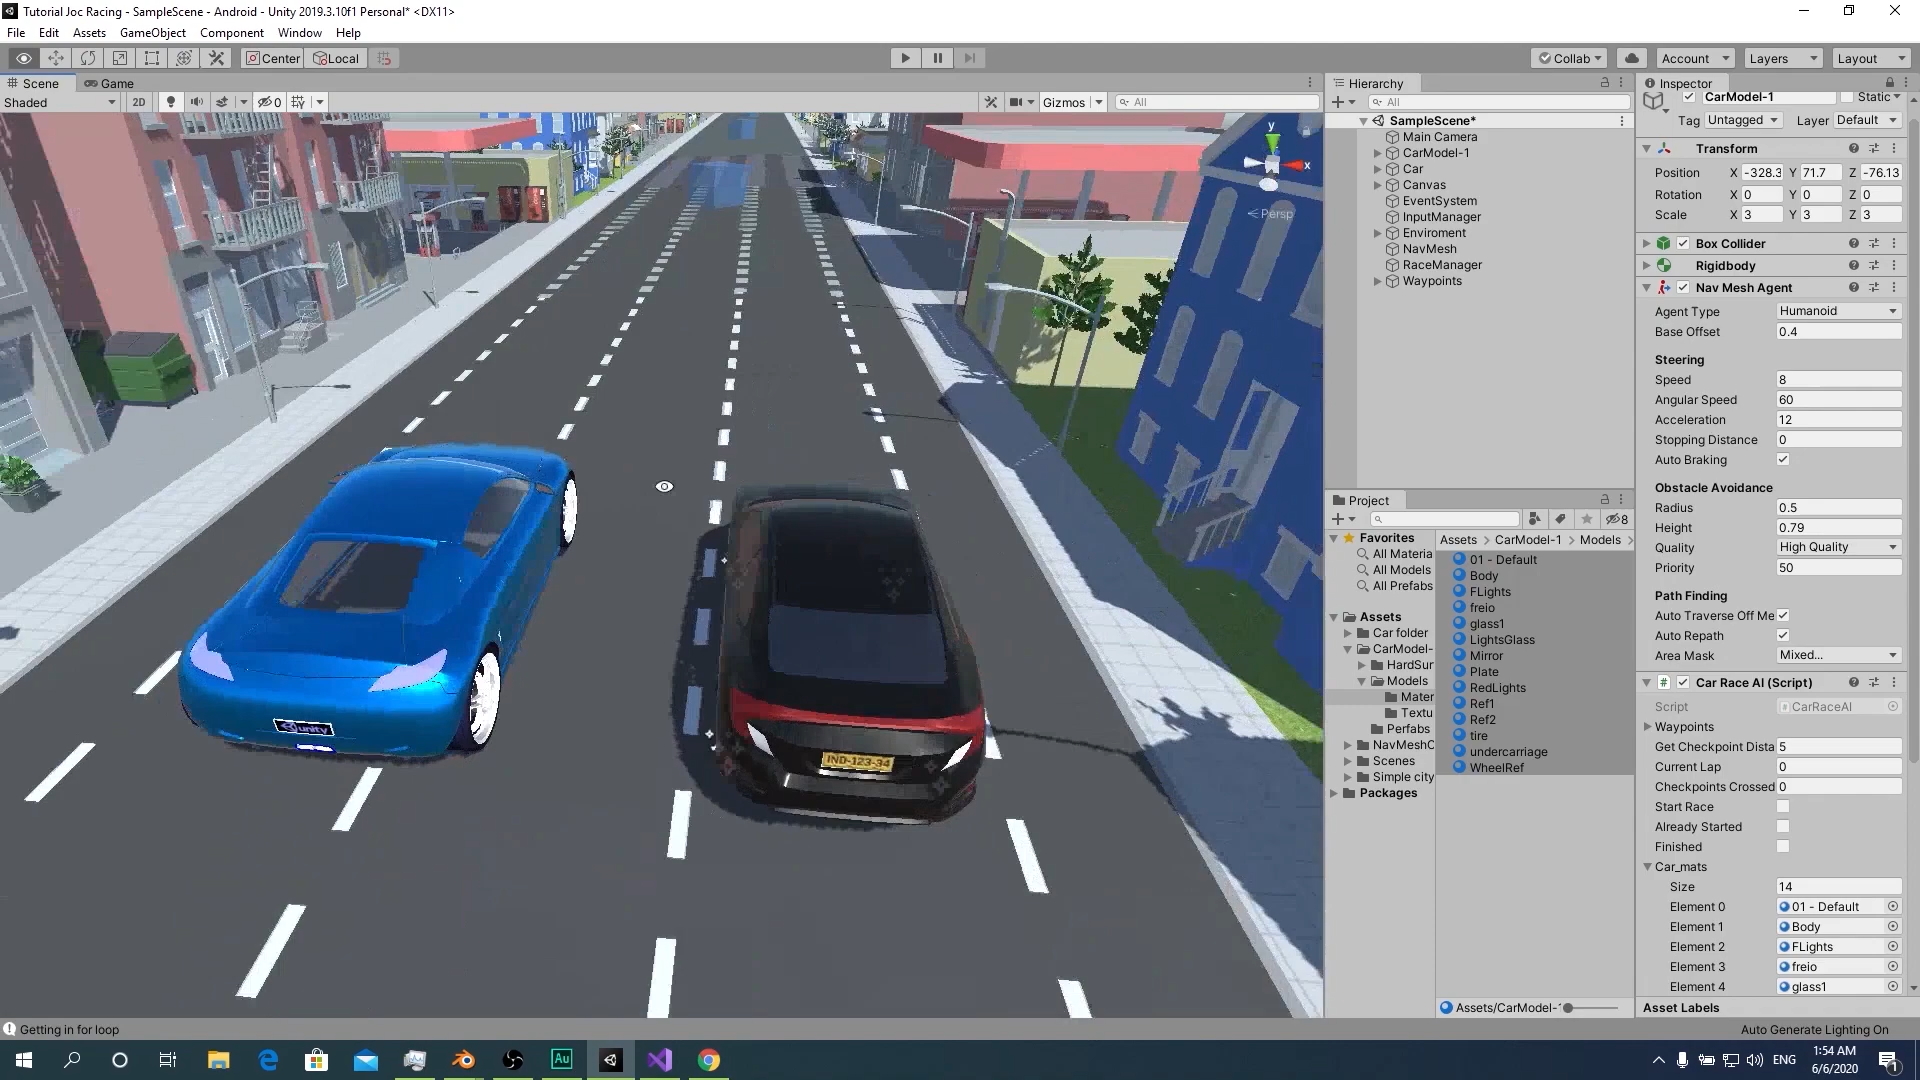 Tutorial Joc Racing - SampleScene - Android - Unity 2019.3.10f1 Personal* <DX11>
File Edit Assets GameObject Component Window Help
Center Local
Collab Account Layers Layout
Scene Game
Shaded 2D 0 Gizmos All
Persp
y
x
unity
IND-123-34
Hierarchy
All
SampleScene*
Main Camera
CarModel-1
Car
Canvas
EventSystem
InputManager
Enviroment
NavMesh
RaceManager
Waypoints
Project
8
Favorites
All Materia
All Models
All Prefabs
Assets
Car folder
CarModel-
HardSur
Models
Mater
Textu
Perfabs
NavMeshC
Scenes
Simple city
Packages
Assets > CarModel-1 > Models >
01 - Default
Body
FLights
freio
glass1
LightsGlass
Mirror
Plate
RedLights
Ref1
Ref2
tire
undercarriage
WheelRef
Assets/CarModel-1
Inspector
CarModel-1 Static
Tag Untagged Layer Default
Transform
Position X -328.3 Y 71.7 Z -76.13
Rotation X 0 Y 0 Z 0
Scale X 3 Y 3 Z 3
Box Collider
Rigidbody
Nav Mesh Agent
Agent Type Humanoid
Base Offset 0.4
Steering
Speed 8
Angular Speed 60
Acceleration 12
Stopping Distance 0
Auto Braking
Obstacle Avoidance
Radius 0.5
Height 0.79
Quality High Quality
Priority 50
Path Finding
Auto Traverse Off Me
Auto Repath
Area Mask Mixed...
# Car Race AI (Script)
Script CarRaceAI
Waypoints
Get Checkpoint Dista 5
Current Lap 0
Checkpoints Crossed 0
Start Race
Already Started
Finished
Car_mats
Size 14
Element 0 01 - Default
Element 1 Body
Element 2 FLights
Element 3 freio
Element 4 glass1
Asset Labels
Getting in for loop
Auto Generate Lighting On
Au
ENG
1:54 AM
6/6/2020
1